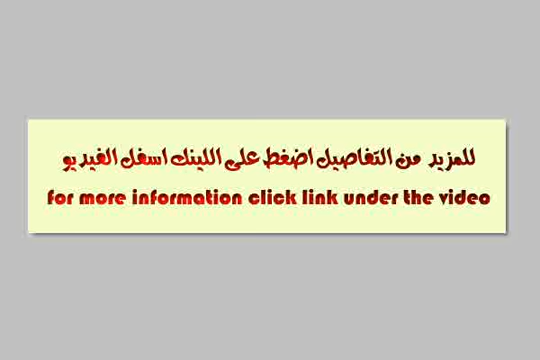 للمزيد من التفاصيل اضغط على اللينك اسفل الفيديو
for more information click link under the video